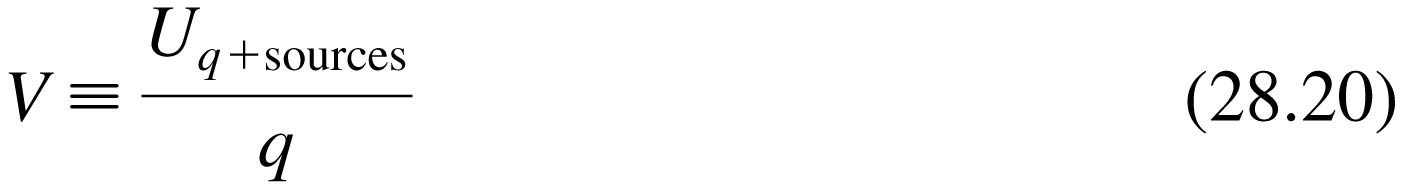 V ≡ U_{q+sources} / q (28.20)